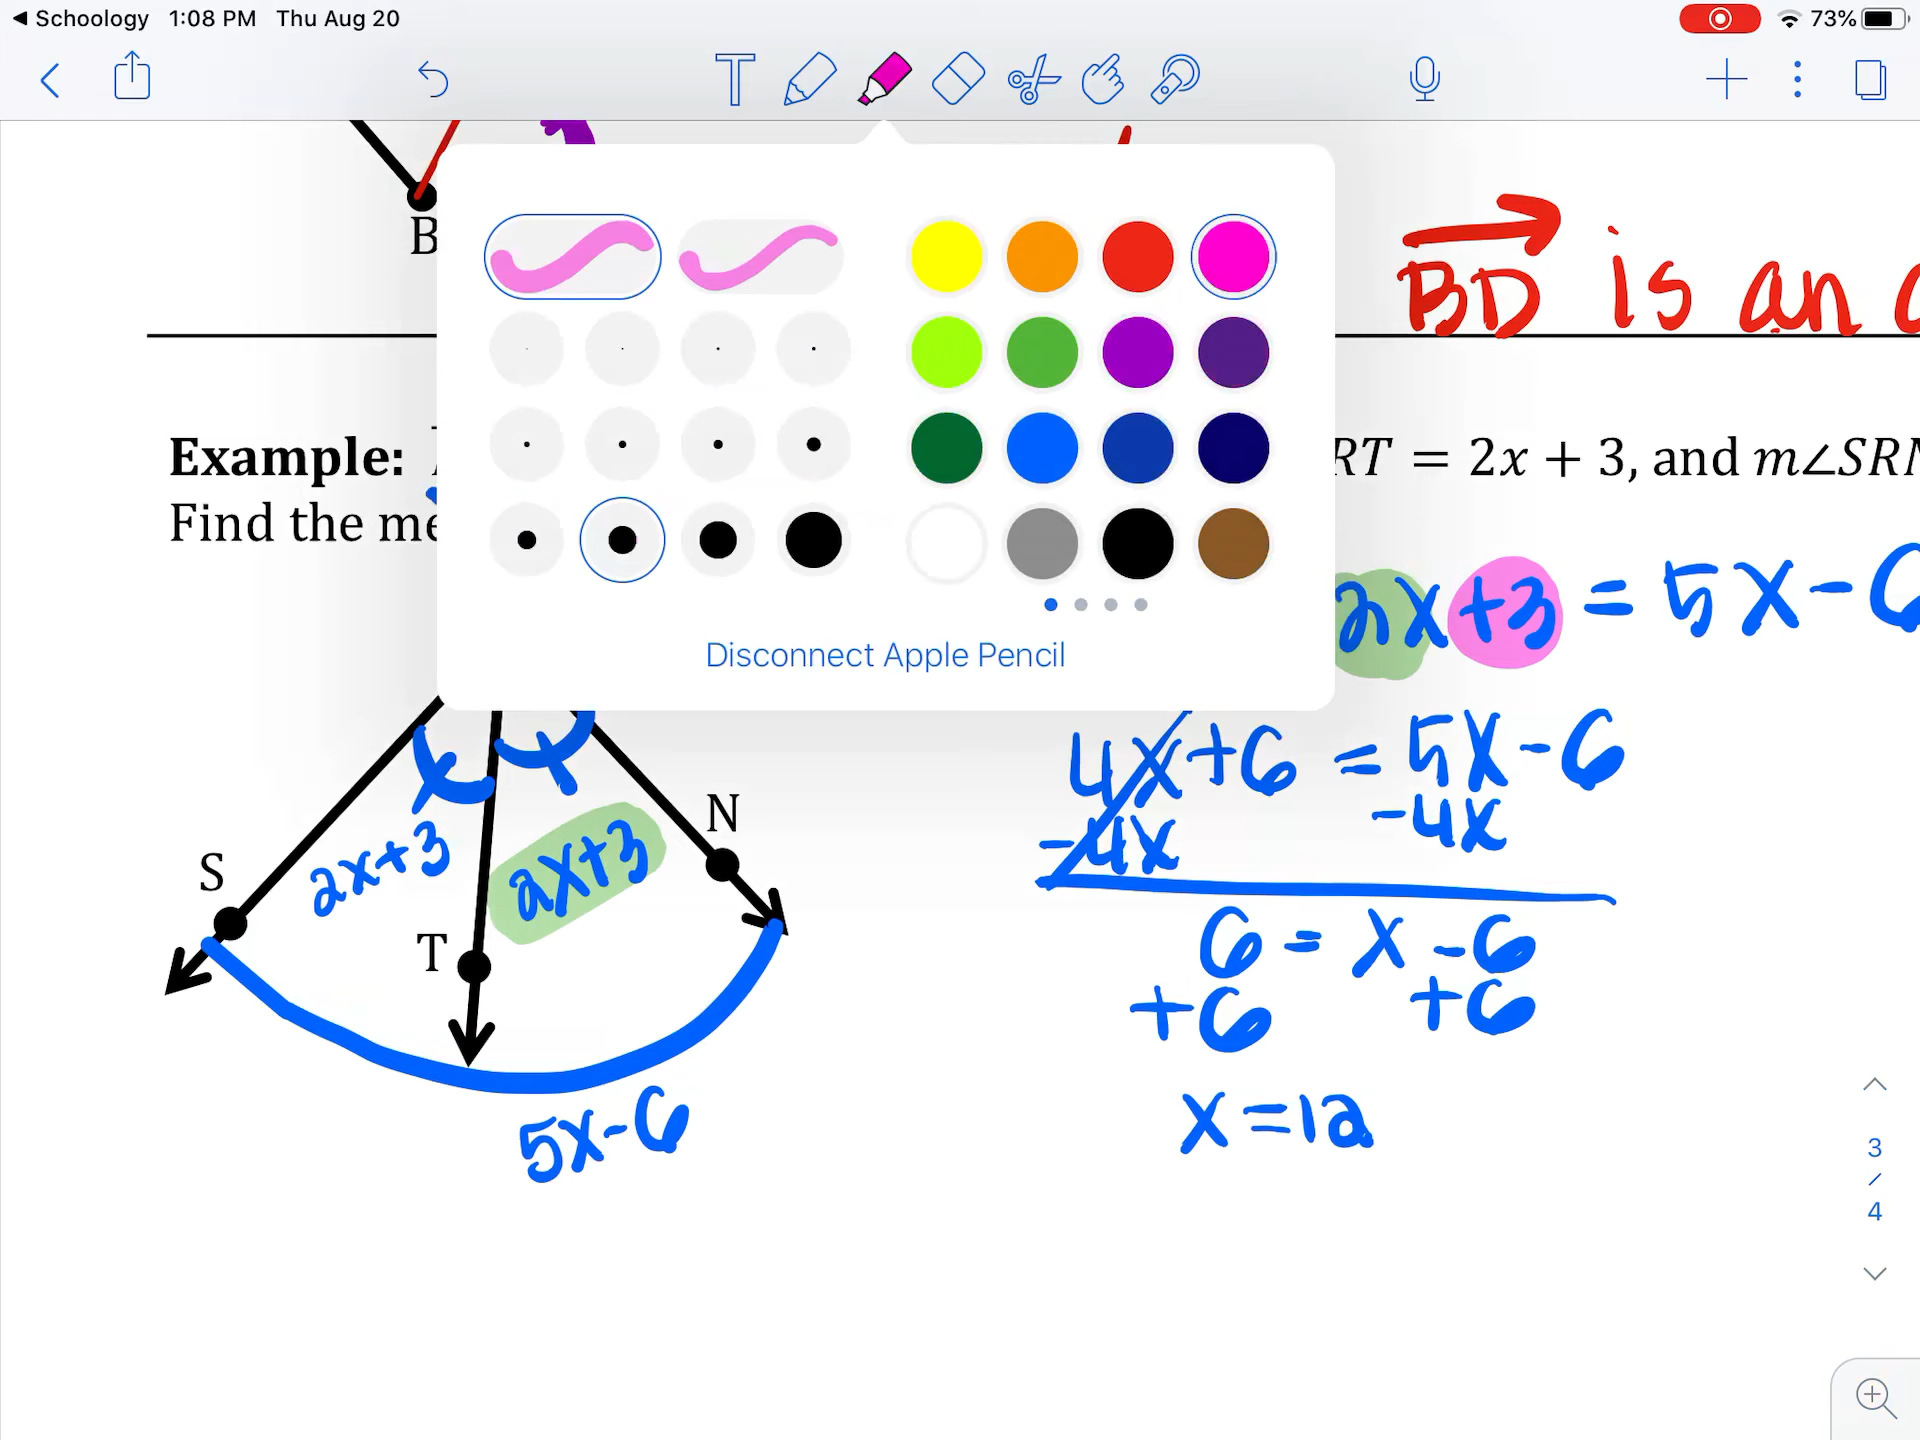 Schoology 1:08 PM Thu Aug 20 73%
B
BD is an
Example: RT = 2x + 3, and m∠SRN
Find the me
2x+3 = 5x-6
Disconnect Apple Pencil
4x+6 = 5x-6
-4x -4x
6 = x -6
+6 +6
x=12
S
N
T
2x+3
2x+3
5x-6
3
/
4